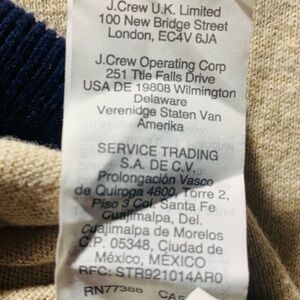 J.Crew U.K. Limited
100 New Bridge Street
London, EC4V 6JA
J.Crew Operating Corp
251 Ttle Falls Drive
USA DE 19808 Wilmington
Delaware
Verenidge Staten Van
Amerika
SERVICE TRADING
S.A. DE C.V.
Prolongación Vasco
de Quiroga 4800, Torre 2,
Piso 3 Col. Santa Fe
Cuajimalpa, Del.
Cuajimalpa de Morelos
C.P. 05348, Ciudad de
México, MÉXICO
RFC: STR921014AR0
RN77388